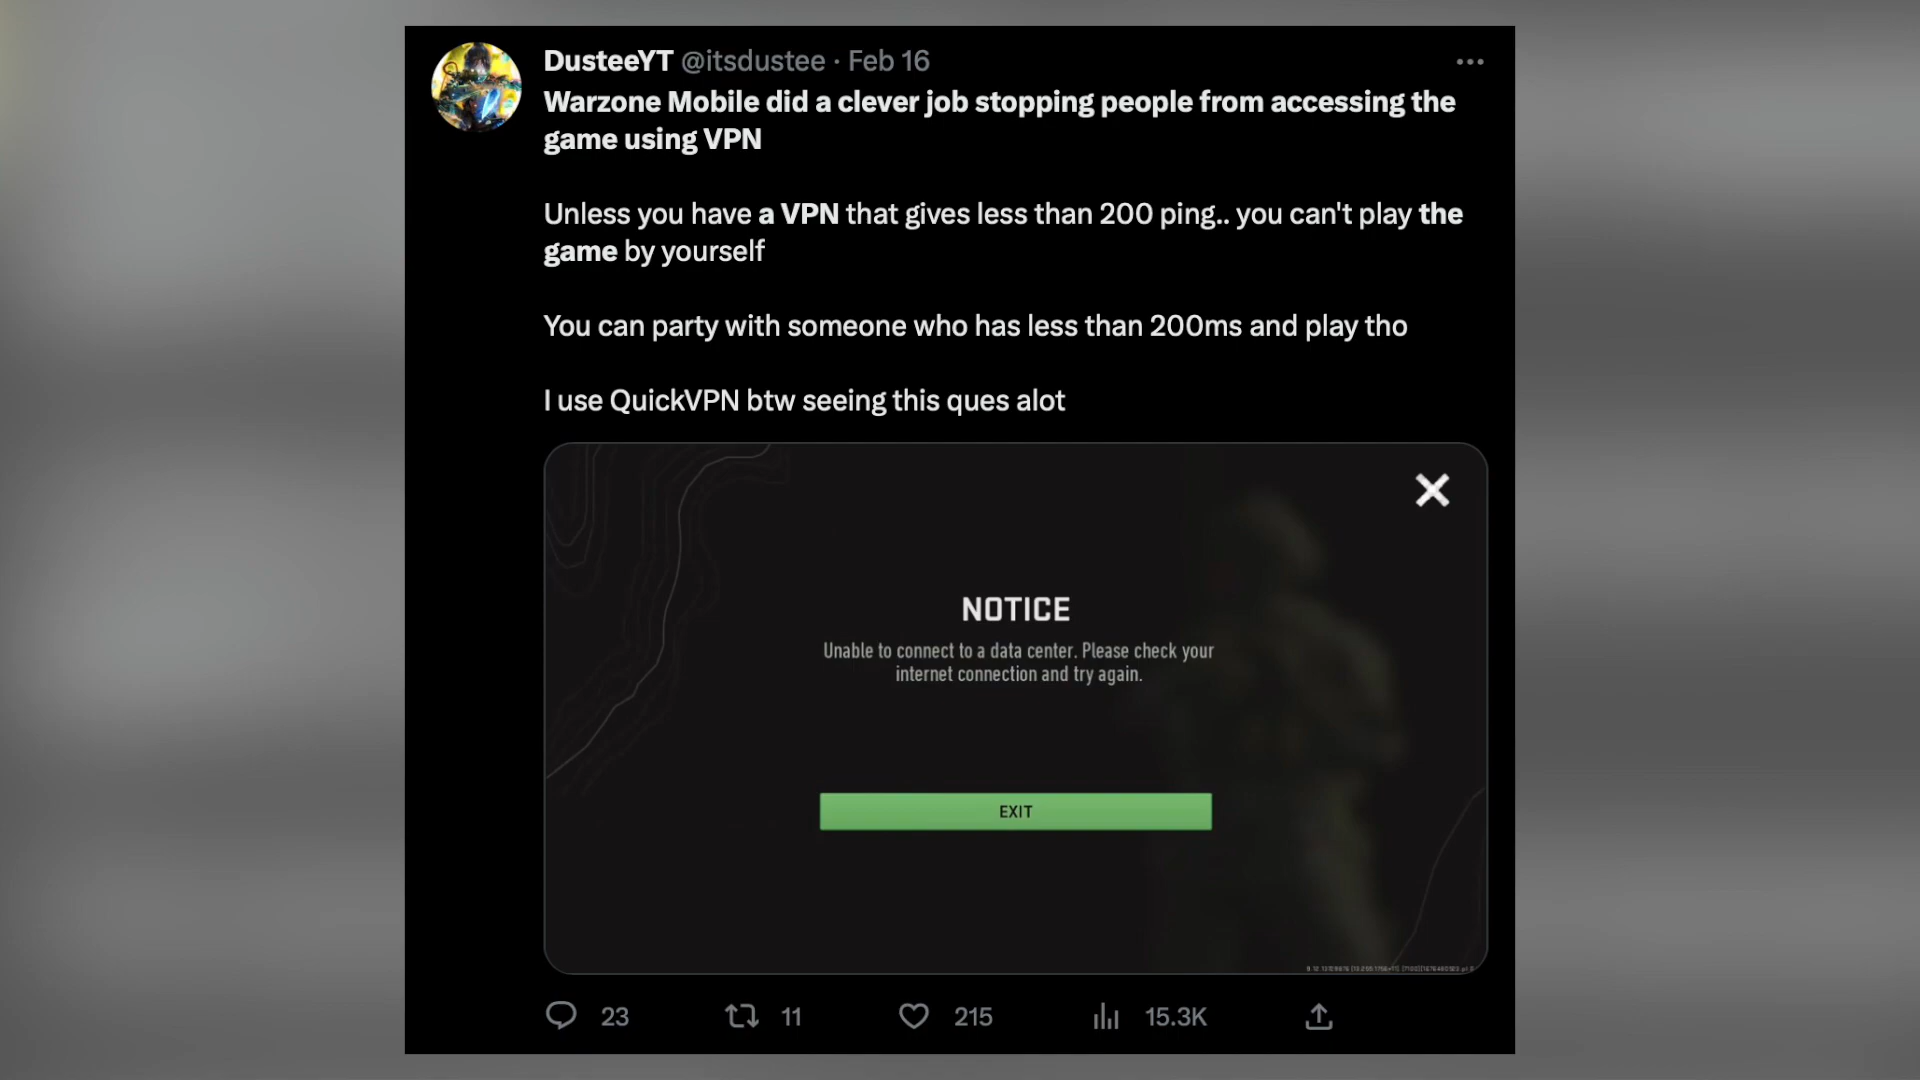 DusteeYT @itsdustee · Feb 16
Warzone Mobile did a clever job stopping people from accessing the
game using VPN
Unless you have a VPN that gives less than 200 ping.. you can't play the
game by yourself
You can party with someone who has less than 200ms and play tho
I use QuickVPN btw seeing this ques alot
NOTICE
Unable to connect to a data center. Please check your
internet connection and try again.
EXIT
23 11 215 15.3K